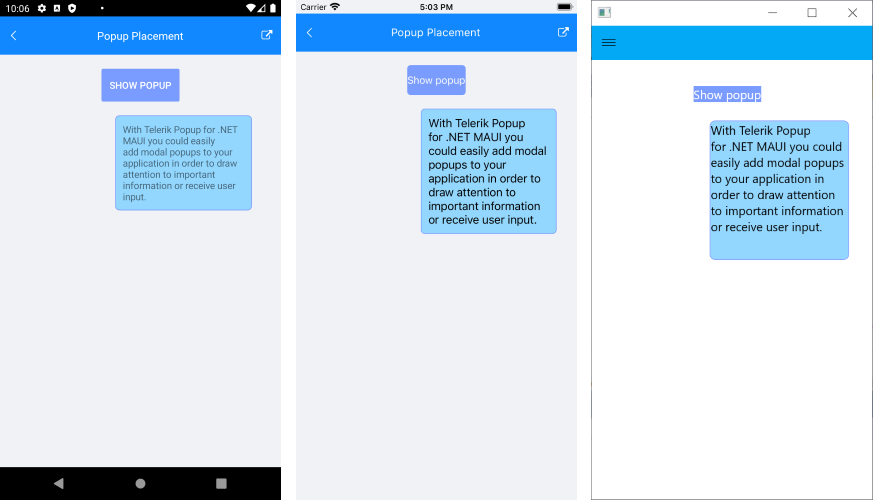 10:06
Popup Placement
SHOW POPUP
With Telerik Popup for .NET
MAUI you could easily
add modal popups to your
application in order to draw
attention to important
information or receive user
input.
Carrier
5:03 PM
Popup Placement
Show popup
With Telerik Popup
for .NET MAUI you
could easily add modal
popups to your
application in order to
draw attention to
important information
or receive user input.
Show popup
With Telerik Popup
for .NET MAUI you could
easily add modal popups
to your application in
order to draw attention
to important information
or receive user input.